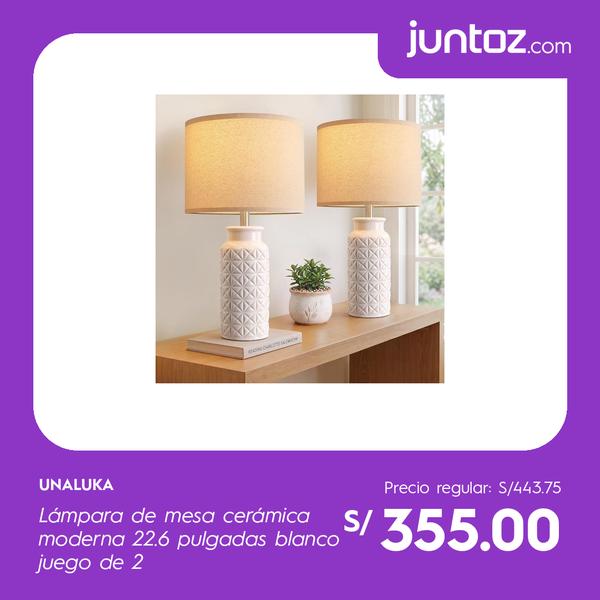 juntoz.com
UNALUKA
Lámpara de mesa cerámica
moderna 22.6 pulgadas blanco
juego de 2
Precio regular: S/443.75
S/ 355.00